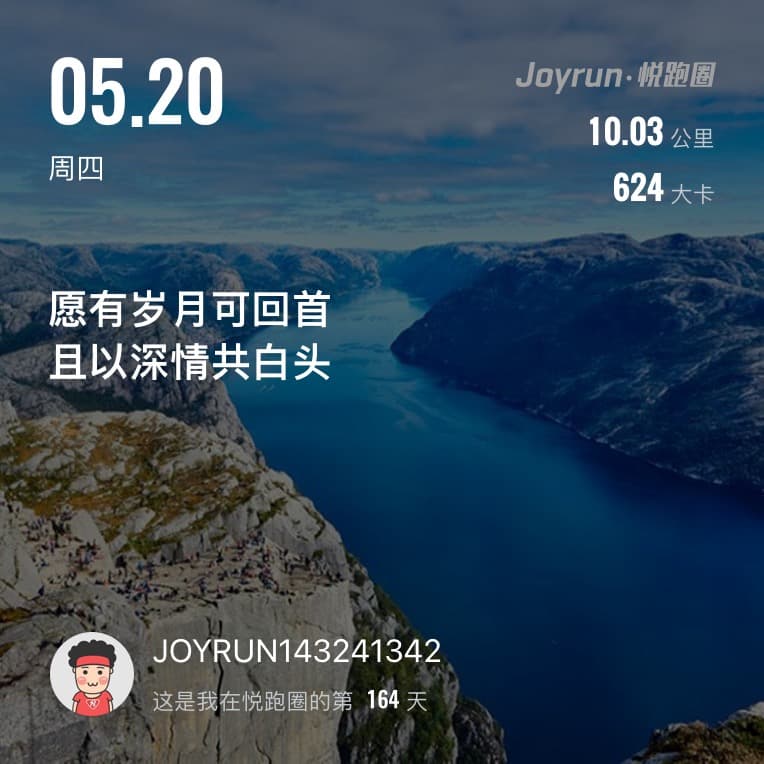 05.20
周四
Joyrun·悦跑圈
10.03 公里
624 大卡
愿有岁月可回首
且以深情共白头
JOYRUN143241342
这是我在悦跑圈的第 164 天